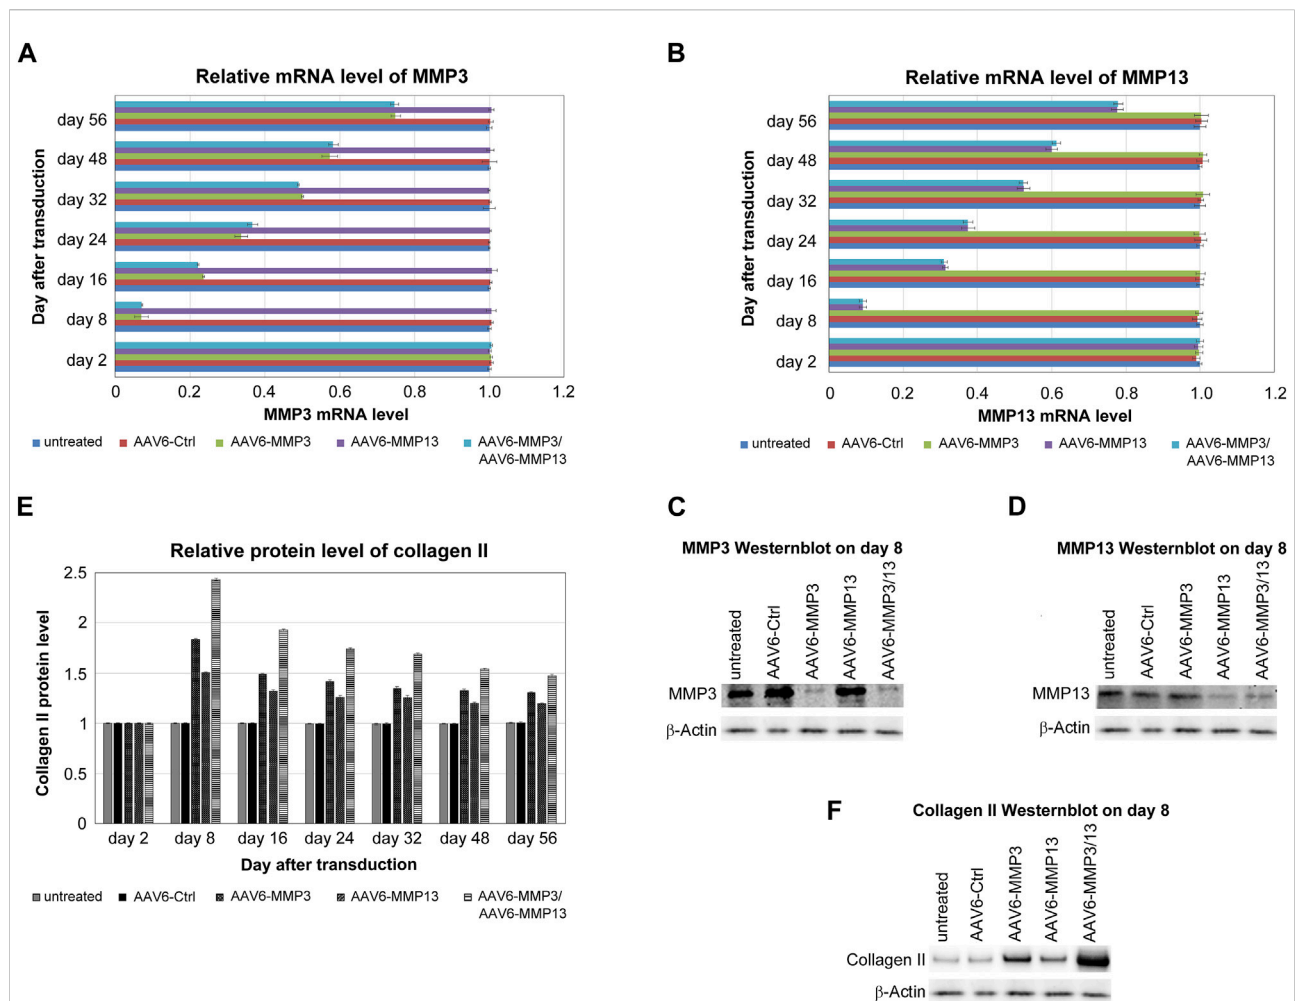 A
Relative mRNA level of MMP3
Day after transduction
day 56
day 48
day 32
day 24
day 16
day 8
day 2
0 0.2 0.4 0.6 0.8 1.0 1.2
MMP3 mRNA level
untreated AAV6-Ctrl AAV6-MMP3 AAV6-MMP13 AAV6-MMP3/
AAV6-MMP13
B
Relative mRNA level of MMP13
Day after transduction
day 56
day 48
day 32
day 24
day 16
day 8
day 2
0 0.2 0.4 0.6 0.8 1.0 1.2
MMP13 mRNA level
untreated AAV6-Ctrl AAV6-MMP3 AAV6-MMP13 AAV6-MMP3/
AAV6-MMP13
E
Relative protein level of collagen II
Collagen II protein level
2.5
2
1.5
1
0.5
0
day 2 day 8 day 16 day 24 day 32 day 48 day 56
Day after transduction
untreated AAV6-Ctrl AAV6-MMP3 AAV6-MMP13 AAV6-MMP3/
AAV6-MMP13
C
MMP3 Westernblot on day 8
untreated
AAV6-Ctrl
AAV6-MMP3
AAV6-MMP13
AAV6-MMP3/13
MMP3
β-Actin
D
MMP13 Westernblot on day 8
untreated
AAV6-Ctrl
AAV6-MMP3
AAV6-MMP13
AAV6-MMP3/13
MMP13
β-Actin
F
Collagen II Westernblot on day 8
untreated
AAV6-Ctrl
AAV6-MMP3
AAV6-MMP13
AAV6-MMP3/13
Collagen II
β-Actin